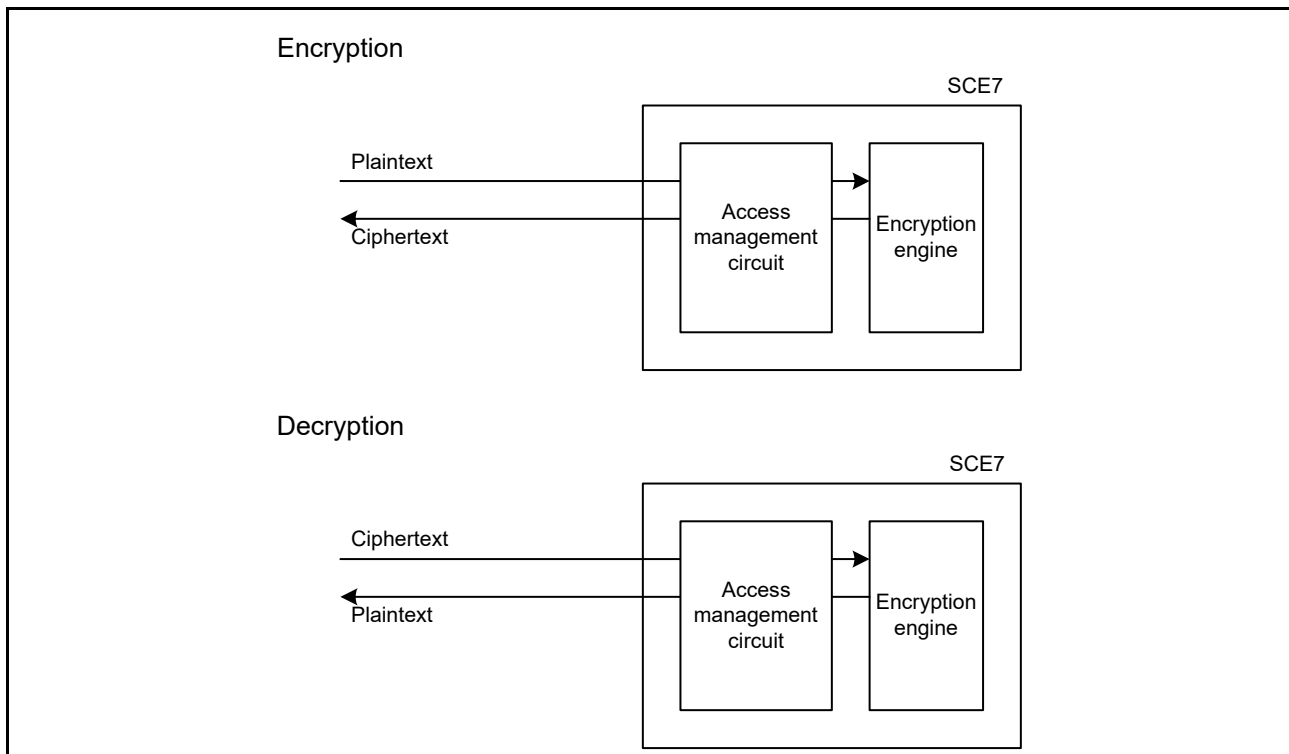 Encryption
SCE7
Plaintext
Ciphertext
Access
management
circuit
Encryption
engine
Decryption
SCE7
Ciphertext
Plaintext
Access
management
circuit
Encryption
engine